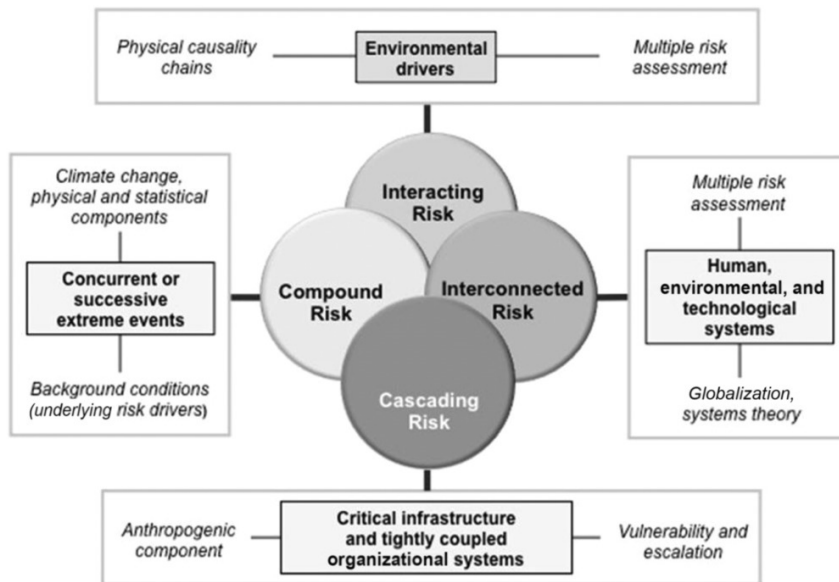 Physical causality
chains
Environmental
drivers
Multiple risk
assessment
Interacting
Risk
Climate change,
physical and statistical
components
Concurrent or
successive
extreme events
Background conditions
(underlying risk drivers)
Compound
Risk
Interconnected
Risk
Multiple risk
assessment
Human,
environmental, and
technological
systems
Globalization,
systems theory
Cascading
Risk
Anthropogenic
component
Critical infrastructure
and tightly coupled
organizational systems
Vulnerability and
escalation